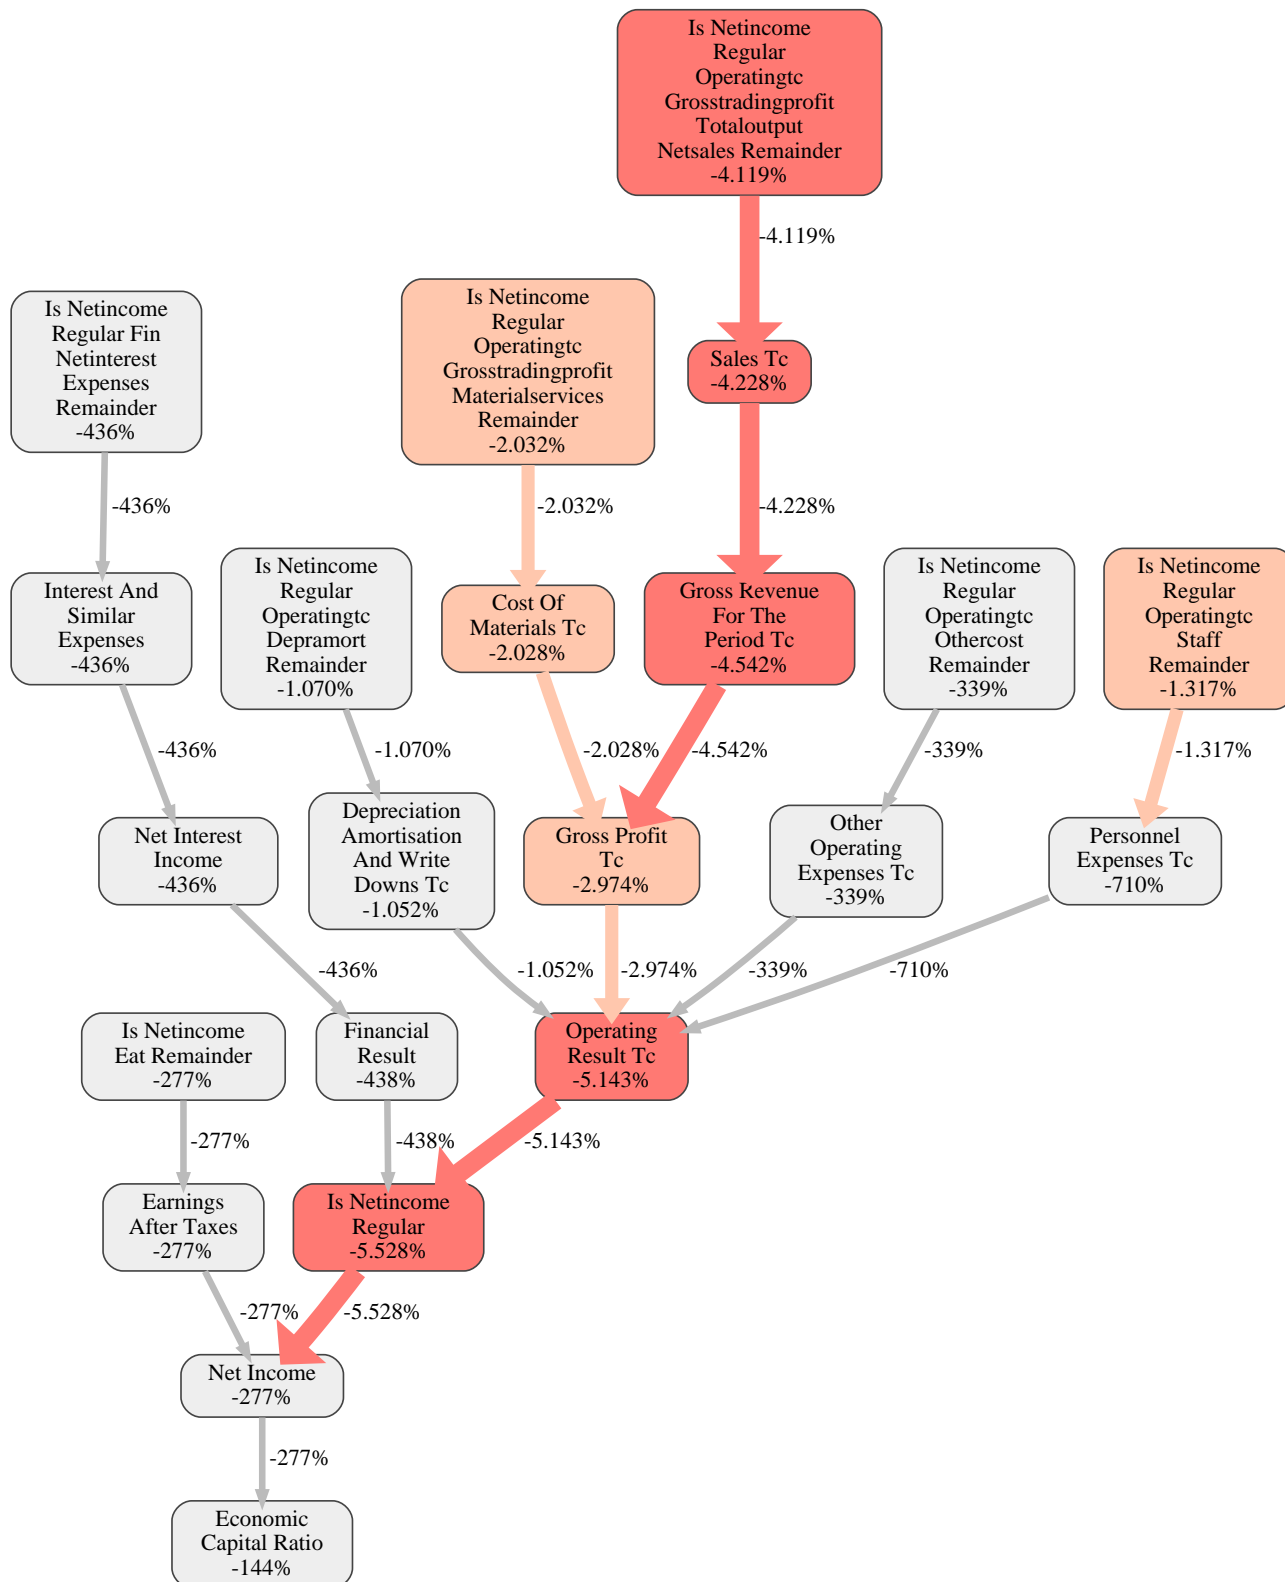 Is Netincome
Regular
Operatingtc
Grosstradingprofit
Totaloutput
Netsales Remainder
-4.119%
-4.119%
Is Netincome
Regular Fin
Netinterest
Expenses
Remainder
-436%
Is Netincome
Regular
Operatingtc
Grosstradingprofit
Materialservices
Remainder
-2.032%
Sales Tc
-4.228%
-436%
-2.032%
-4.228%
Interest And
Similar
Expenses
-436%
Is Netincome
Regular
Operatingtc
Depramort
Remainder
-1.070%
Cost Of
Materials Tc
-2.028%
Gross Revenue
For The
Period Tc
-4.542%
Is Netincome
Regular
Operatingtc
Othercost
Remainder
-339%
Is Netincome
Regular
Operatingtc
Staff
Remainder
-1.317%
-436%
-1.070%
-2.028%
-4.542%
-339%
-1.317%
Net Interest
Income
-436%
Depreciation
Amortisation
And Write
Downs Tc
-1.052%
Gross Profit
Tc
-2.974%
Other
Operating
Expenses Tc
-339%
Personnel
Expenses Tc
-710%
-436%
-1.052%
-2.974%
-339%
-710%
Is Netincome
Eat Remainder
-277%
Financial
Result
-438%
Operating
Result Tc
-5.143%
-277%
-438%
-5.143%
Earnings
After Taxes
-277%
Is Netincome
Regular
-5.528%
-277%
-5.528%
Net Income
-277%
-277%
Economic
Capital Ratio
-144%